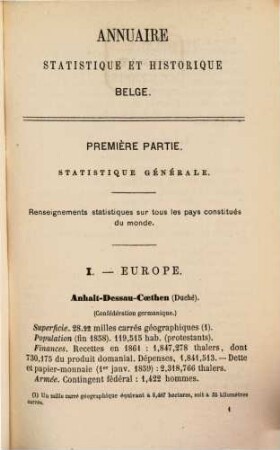 ANNUAIRE
STATISTIQUE ET HISTORIQUE
BELGE.
PREMIÈRE PARTIE.
STATISTIQUE GÉNÉRALE.
Renseignements statistiques sur tous les pays constitués
du monde.
I. — EUROPE.
Anhalt-Dessau-Cœthen (Duché).
(Confédération germanique.)
Superficie. 28.92 milles carrés géographiques (1).
Population (fin 1858). 119,515 hab. (protestants).
Finances. Recettes en 1861 : 1,847,278 thalers, dont
730,175 du produit domanial. Dépenses, 1,841,513. — Dette
et papier-monnaie (1er janv. 1859) : 2,318,766 thalers.
Armée. Contingent fédéral : 1,422 hommes.
(1) Un mille carré géographique équivaut à hectares, soit à 55 kilomètres
carrés.
1